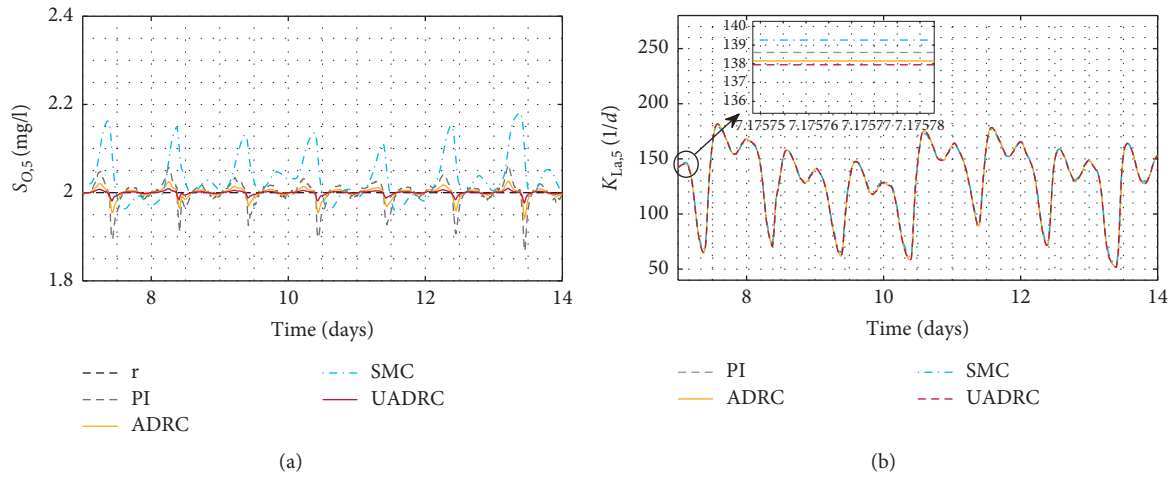 2.4
2.2
2
1.8
S_{O,5} (mg/l)
8
10
12
14
Time (days)
r
PI
ADRC
SMC
UADRC
(a)
250
200
150
100
50
K_{La,5} (1/d)
140
139
138
137
136
7.17575 7.17576 7.17577 7.17578
8
10
12
14
Time (days)
PI
ADRC
SMC
UADRC
(b)